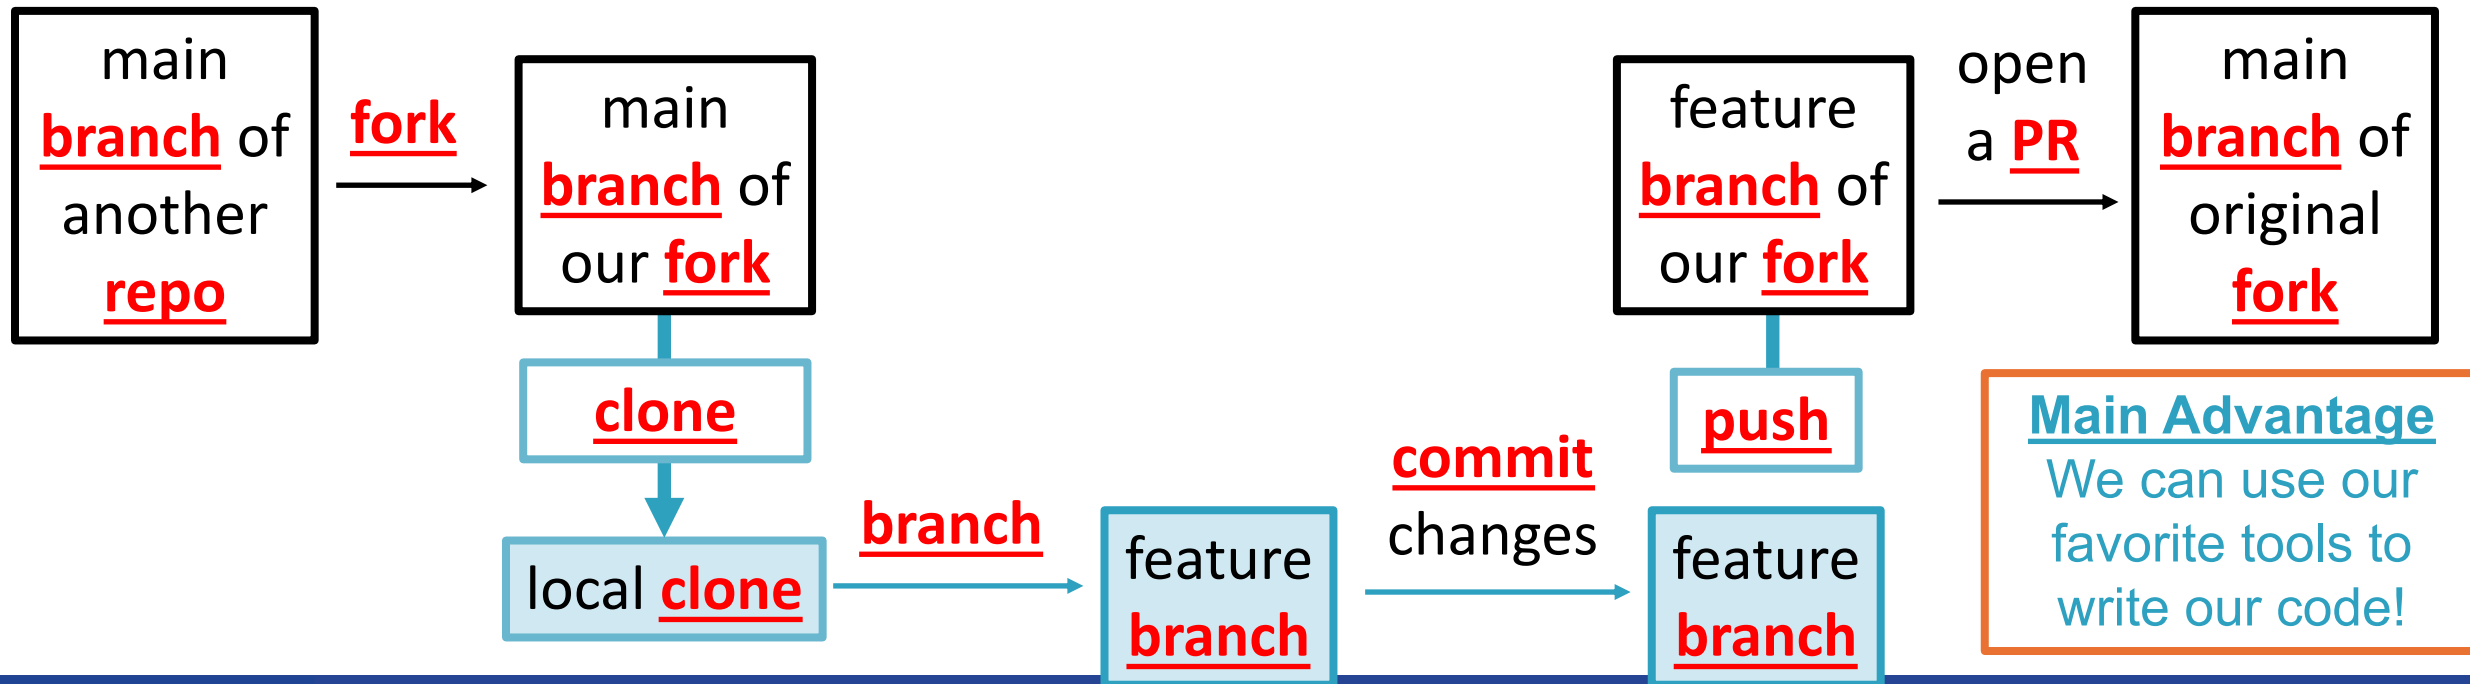 main
branch of
another
repo
fork
main
branch of
our fork
clone
local clone
branch
feature
branch
commit
changes
feature
branch
push
feature
branch of
our fork
open
a PR
main
branch of
original
fork
Main Advantage
We can use our
favorite tools to
write our code!